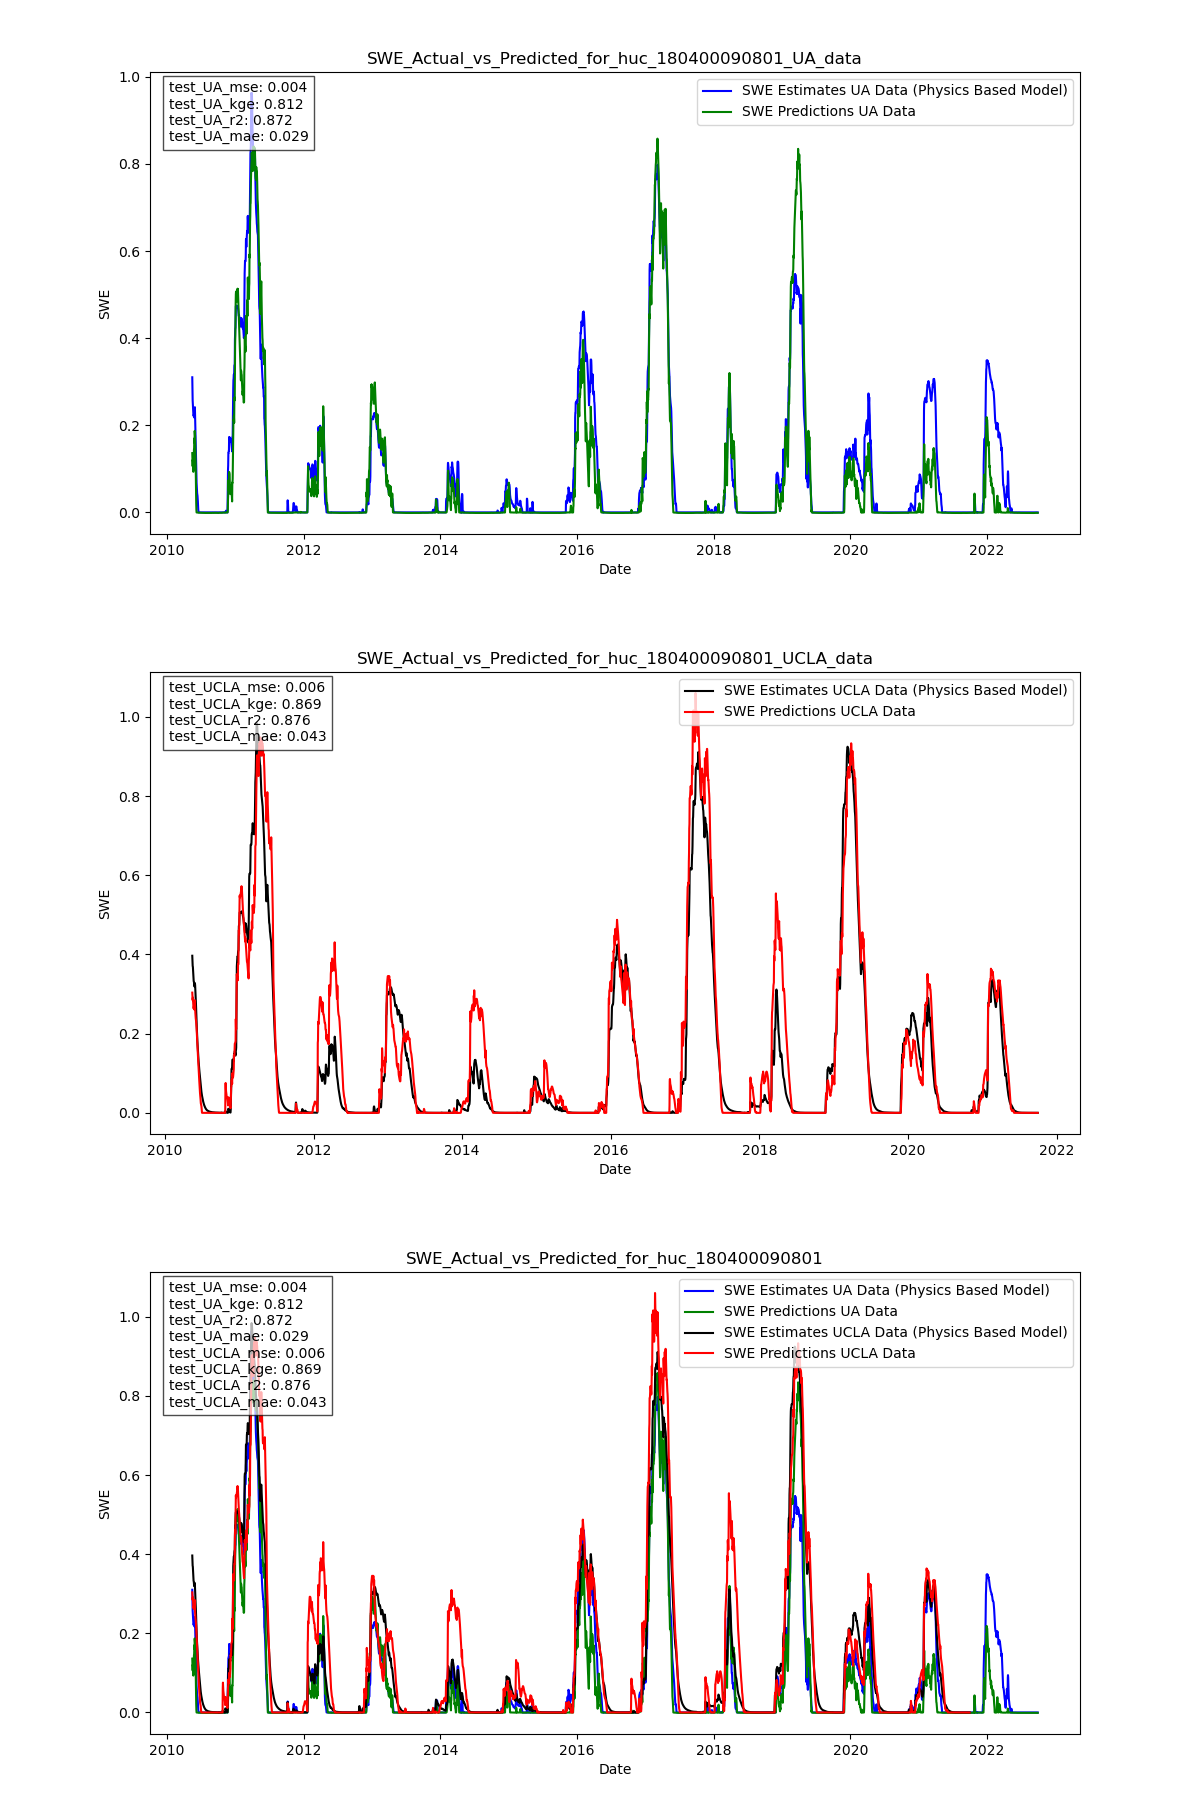 SWE_Actual_vs_Predicted_for_huc_180400090801_UA_data
test_UA_mse: 0.004
test_UA_kge: 0.812
test_UA_r2: 0.872
test_UA_mae: 0.029
SWE Estimates UA Data (Physics Based Model)
SWE Predictions UA Data
1.0
0.8
0.6
0.4
0.2
0.0
SWE
2010 2012 2014 2016 2018 2020 2022
Date
SWE_Actual_vs_Predicted_for_huc_180400090801_UCLA_data
test_UCLA_mse: 0.006
test_UCLA_kge: 0.869
test_UCLA_r2: 0.876
test_UCLA_mae: 0.043
SWE Estimates UCLA Data (Physics Based Model)
SWE Predictions UCLA Data
1.0
0.8
0.6
0.4
0.2
0.0
SWE
2010 2012 2014 2016 2018 2020 2022
Date
SWE_Actual_vs_Predicted_for_huc_180400090801
test_UA_mse: 0.004
test_UA_kge: 0.812
test_UA_r2: 0.872
test_UA_mae: 0.029
test_UCLA_mse: 0.006
test_UCLA_kge: 0.869
test_UCLA_r2: 0.876
test_UCLA_mae: 0.043
SWE Estimates UA Data (Physics Based Model)
SWE Predictions UA Data
SWE Estimates UCLA Data (Physics Based Model)
SWE Predictions UCLA Data
1.0
0.8
0.6
0.4
0.2
0.0
SWE
2010 2012 2014 2016 2018 2020 2022
Date